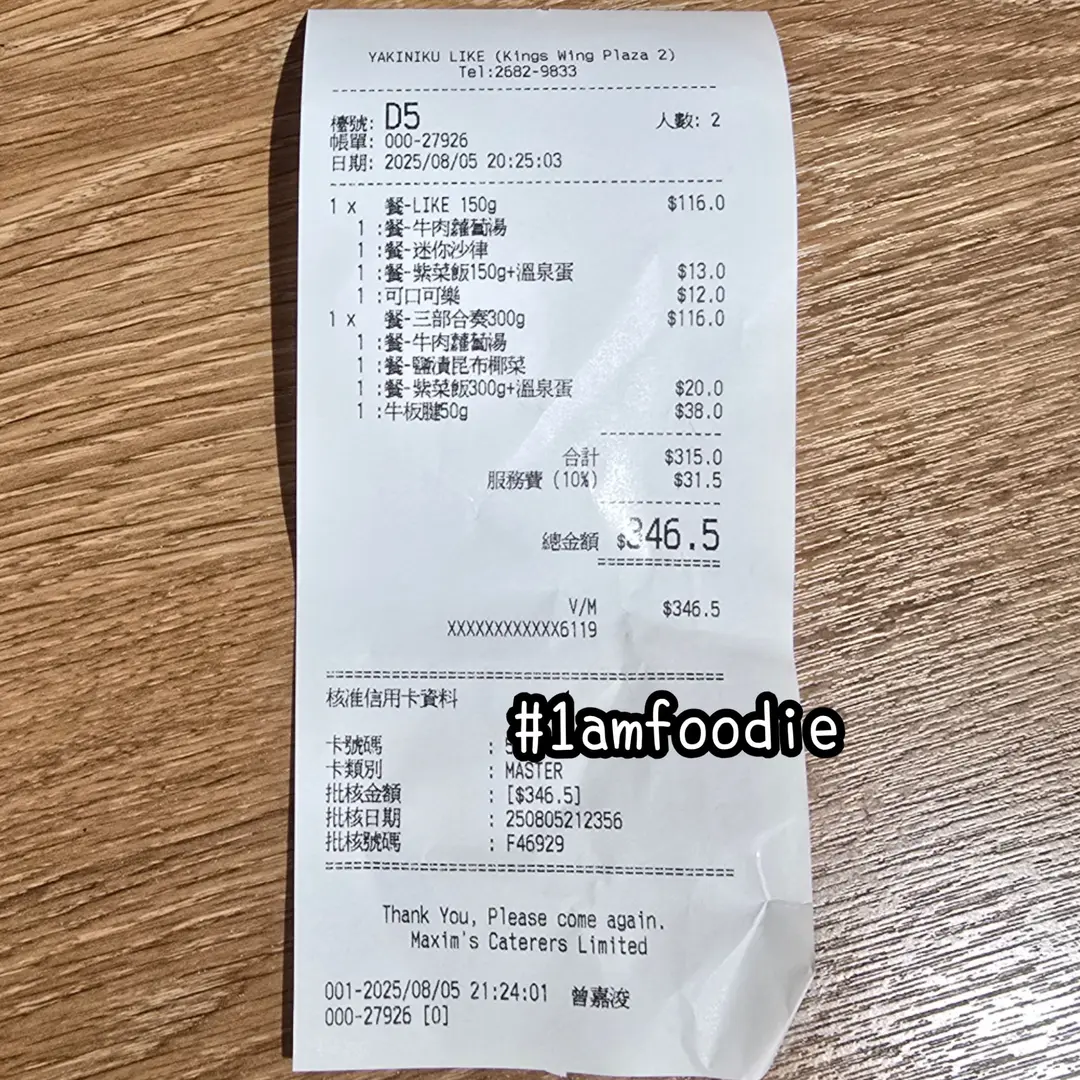 YAKINIKU LIKE (Kings Wing Plaza 2)
Tel:2682-9833
檯號: D5 人數: 2
帳單: 000-27926
日期: 2025/08/05 20:25:03
1 x 餐-LIKE 150g $116.0
1 :餐-牛肉蘿蔔湯
1 :餐-迷你沙律
1 :餐-紫菜飯150g+溫泉蛋 $13.0
1 :可口可樂 $12.0
1 x 餐-三部合奏300g $116.0
1 :餐-牛肉蘿蔔湯
1 :餐-鹽漬昆布椰菜
1 :餐-紫菜飯300g+溫泉蛋 $20.0
1 :牛板腱50g $38.0
合計 $315.0
服務費 (10%) $31.5
總金額 $346.5
V/M $346.5
XXXXXXXXXXXX6119
核准信用卡資料
#1amfoodie
卡號碼 : 5
卡類別 : MASTER
批核金額 : [$346.5]
批核日期 : 250805212356
批核號碼 : F46929
Thank You, Please come again.
Maxim's Caterers Limited
001-2025/08/05 21:24:01 曾嘉浚
000-27926 [0]